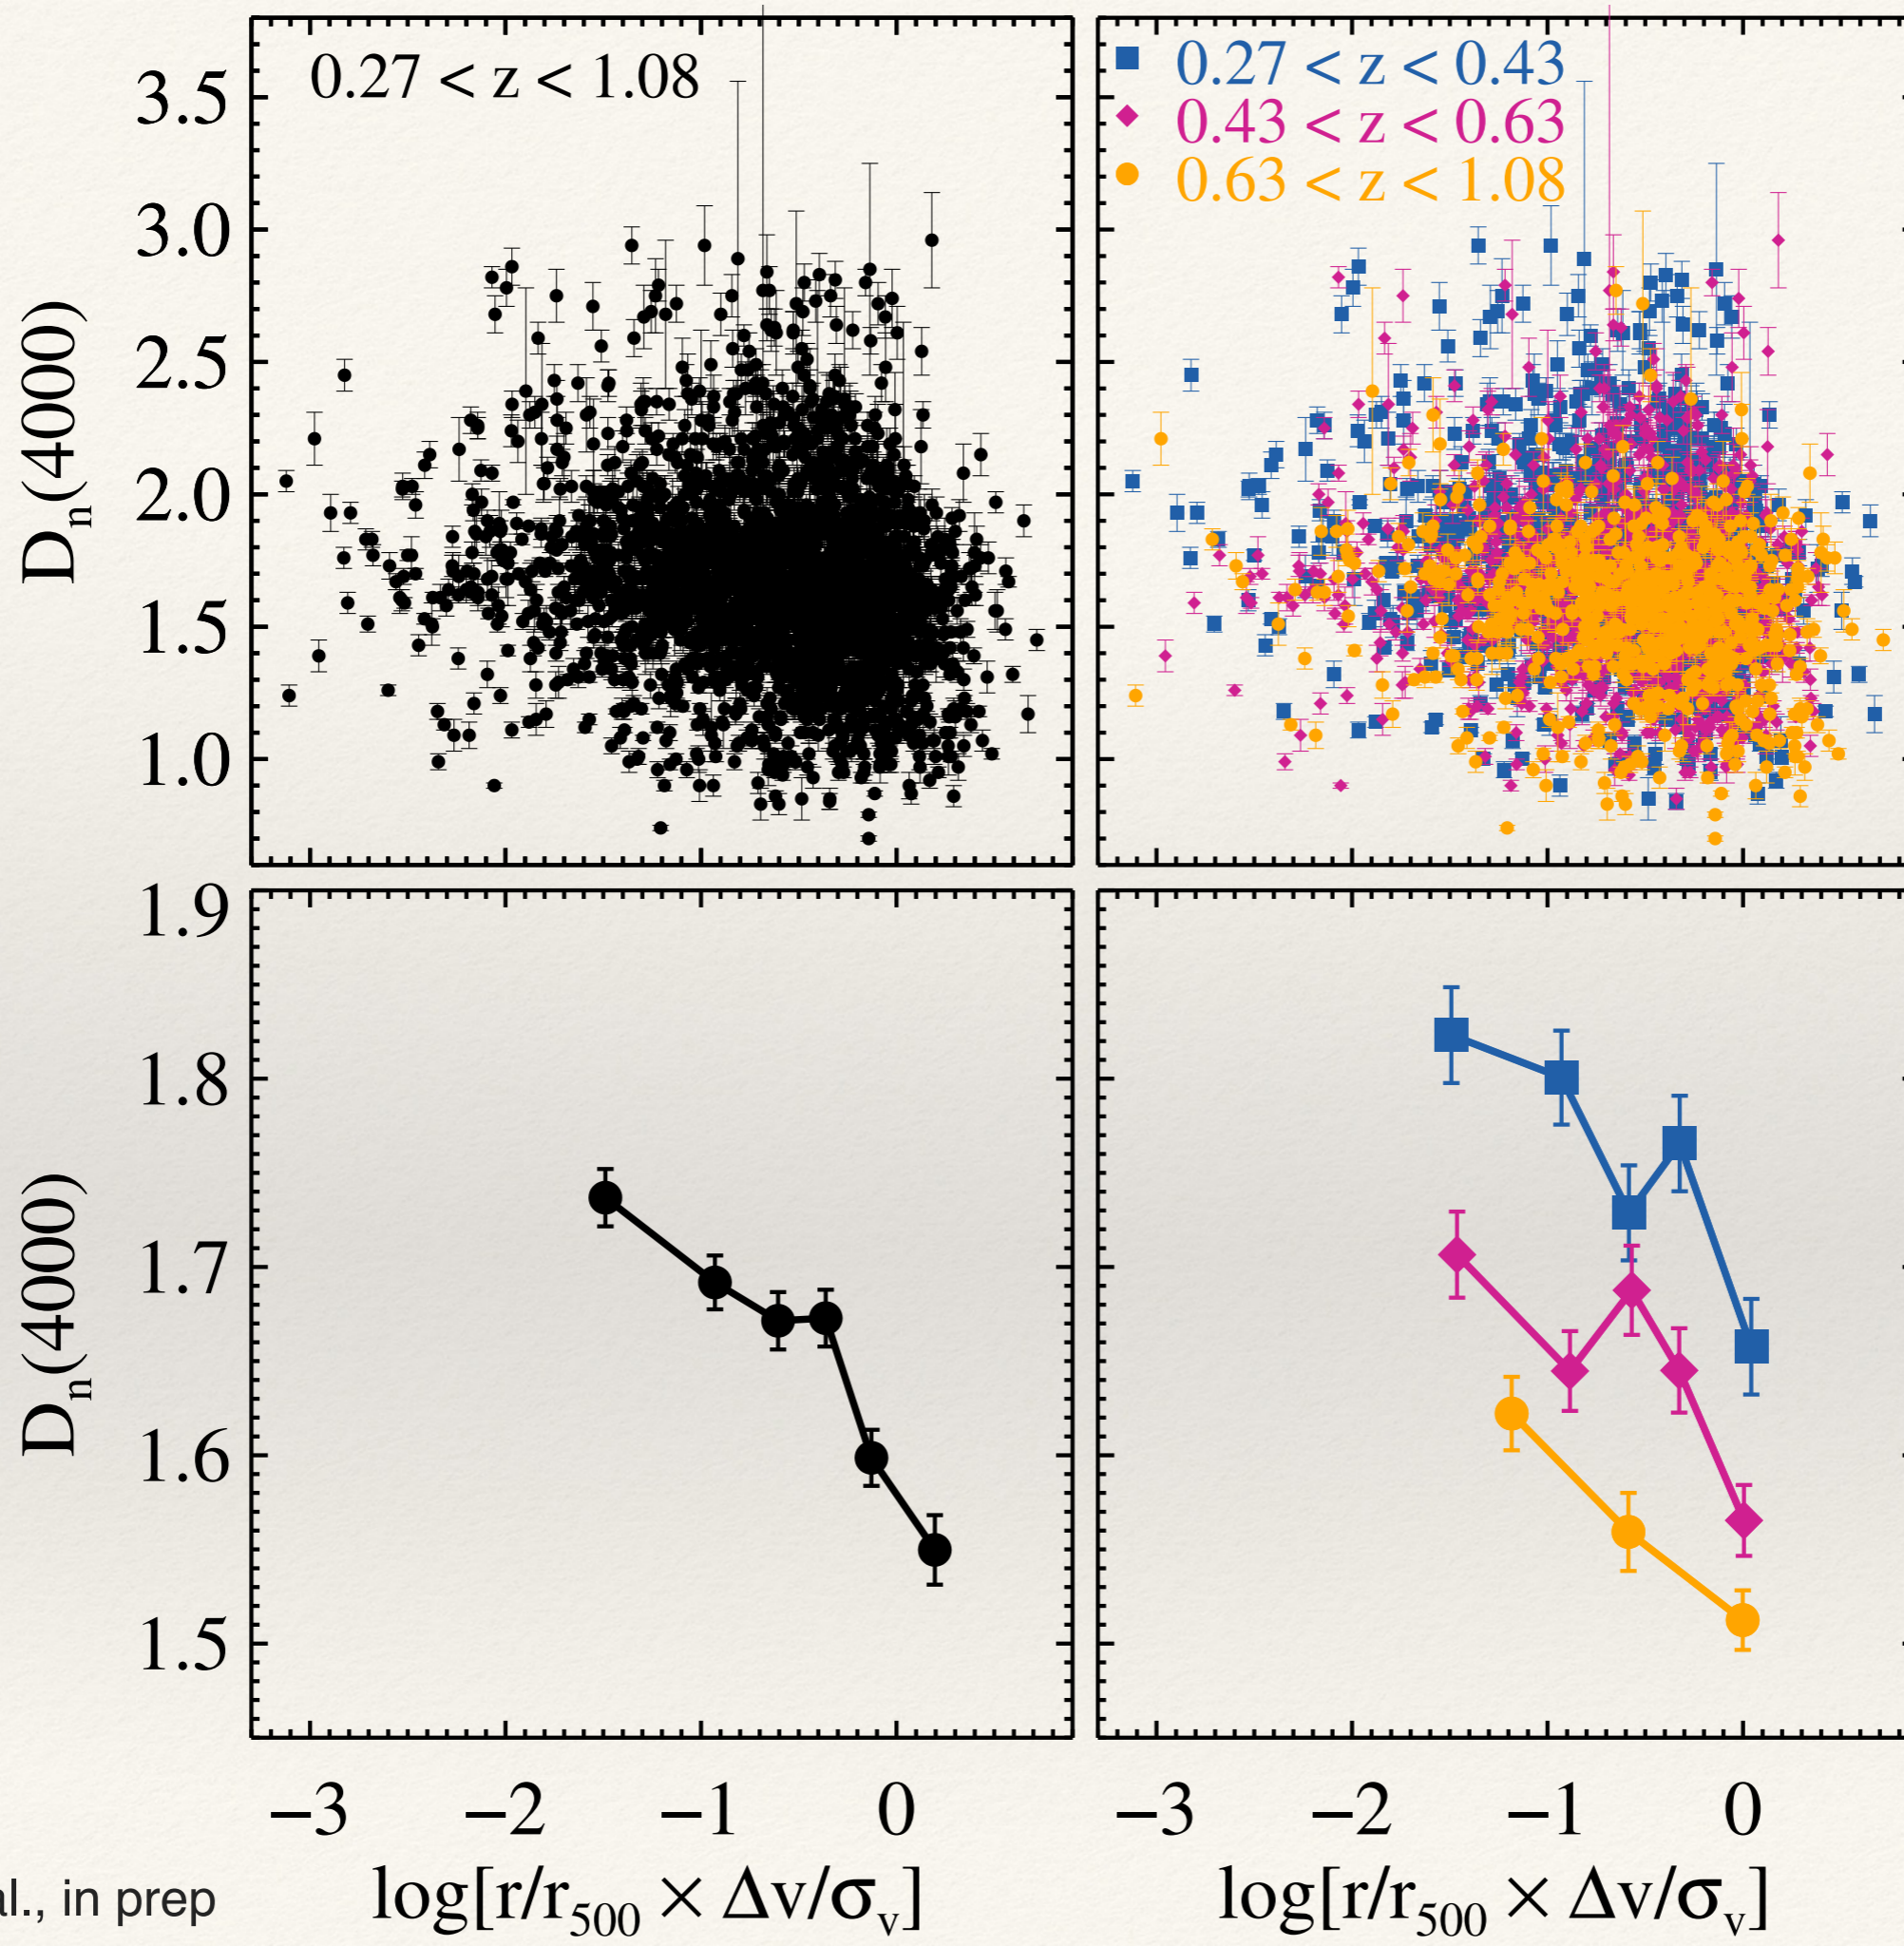 0.27 < z < 1.08
0.27 < z < 0.43
0.43 < z < 0.63
0.63 < z < 1.08
3.5
3.0
2.5
2.0
1.5
1.0
Dn(4000)
1.9
1.8
1.7
1.6
1.5
Dn(4000)
−3 −2 −1 0
−3 −2 −1 0
log[r/r500 × Δv/σv]
log[r/r500 × Δv/σv]
al., in prep